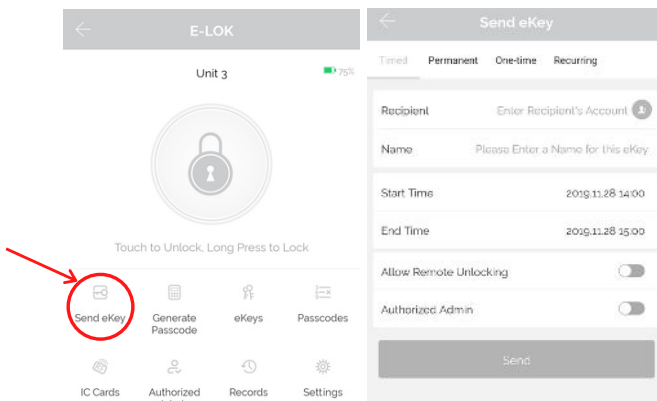 E-LOK
Unit 3
75%
Touch to Unlock, Long Press to Lock
Send eKey
Generate Passcode
eKeys
Passcodes
IC Cards
Authorized
Records
Settings
Send eKey
Timed Permanent One-time Recurring
Recipient Enter Recipient's Account
Name Please Enter a Name for this eKey
Start Time 2019.11.28 14:00
End Time 2019.11.28 15:00
Allow Remote Unlocking
Authorized Admin
Send